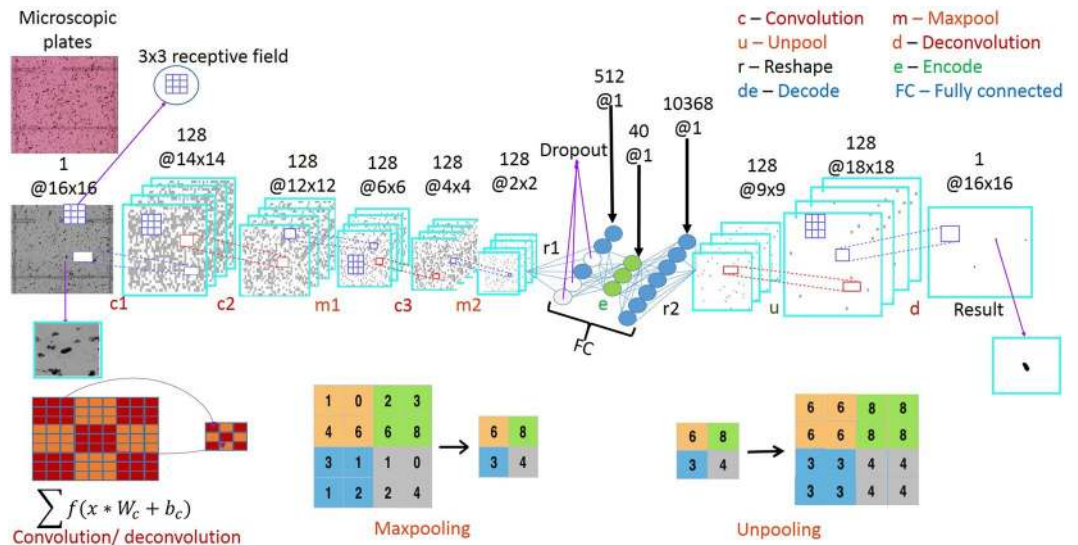 Microscopic
plates
3x3 receptive field
c – Convolution
m – Maxpool
u – Unpool
d – Deconvolution
r – Reshape
e – Encode
de – Decode
FC – Fully connected
1
@16x16
128
@14x14
128
@12x12
128
@6x6
128
@4x4
128
@2x2
Dropout
512
@1
40
@1
10368
@1
128
@9x9
128
@18x18
1
@16x16
r1
c1
c2
m1
c3
m2
e
r2
u
d
Result
FC
1 0 2 3
4 6 6 8
3 1 1 0
1 2 2 4
6 8
3 4
6 8
3 4
6 6 8 8
6 6 8 8
3 3 4 4
3 3 4 4
∑ f(x * W_c + b_c)
Convolution/ deconvolution
Maxpooling
Unpooling